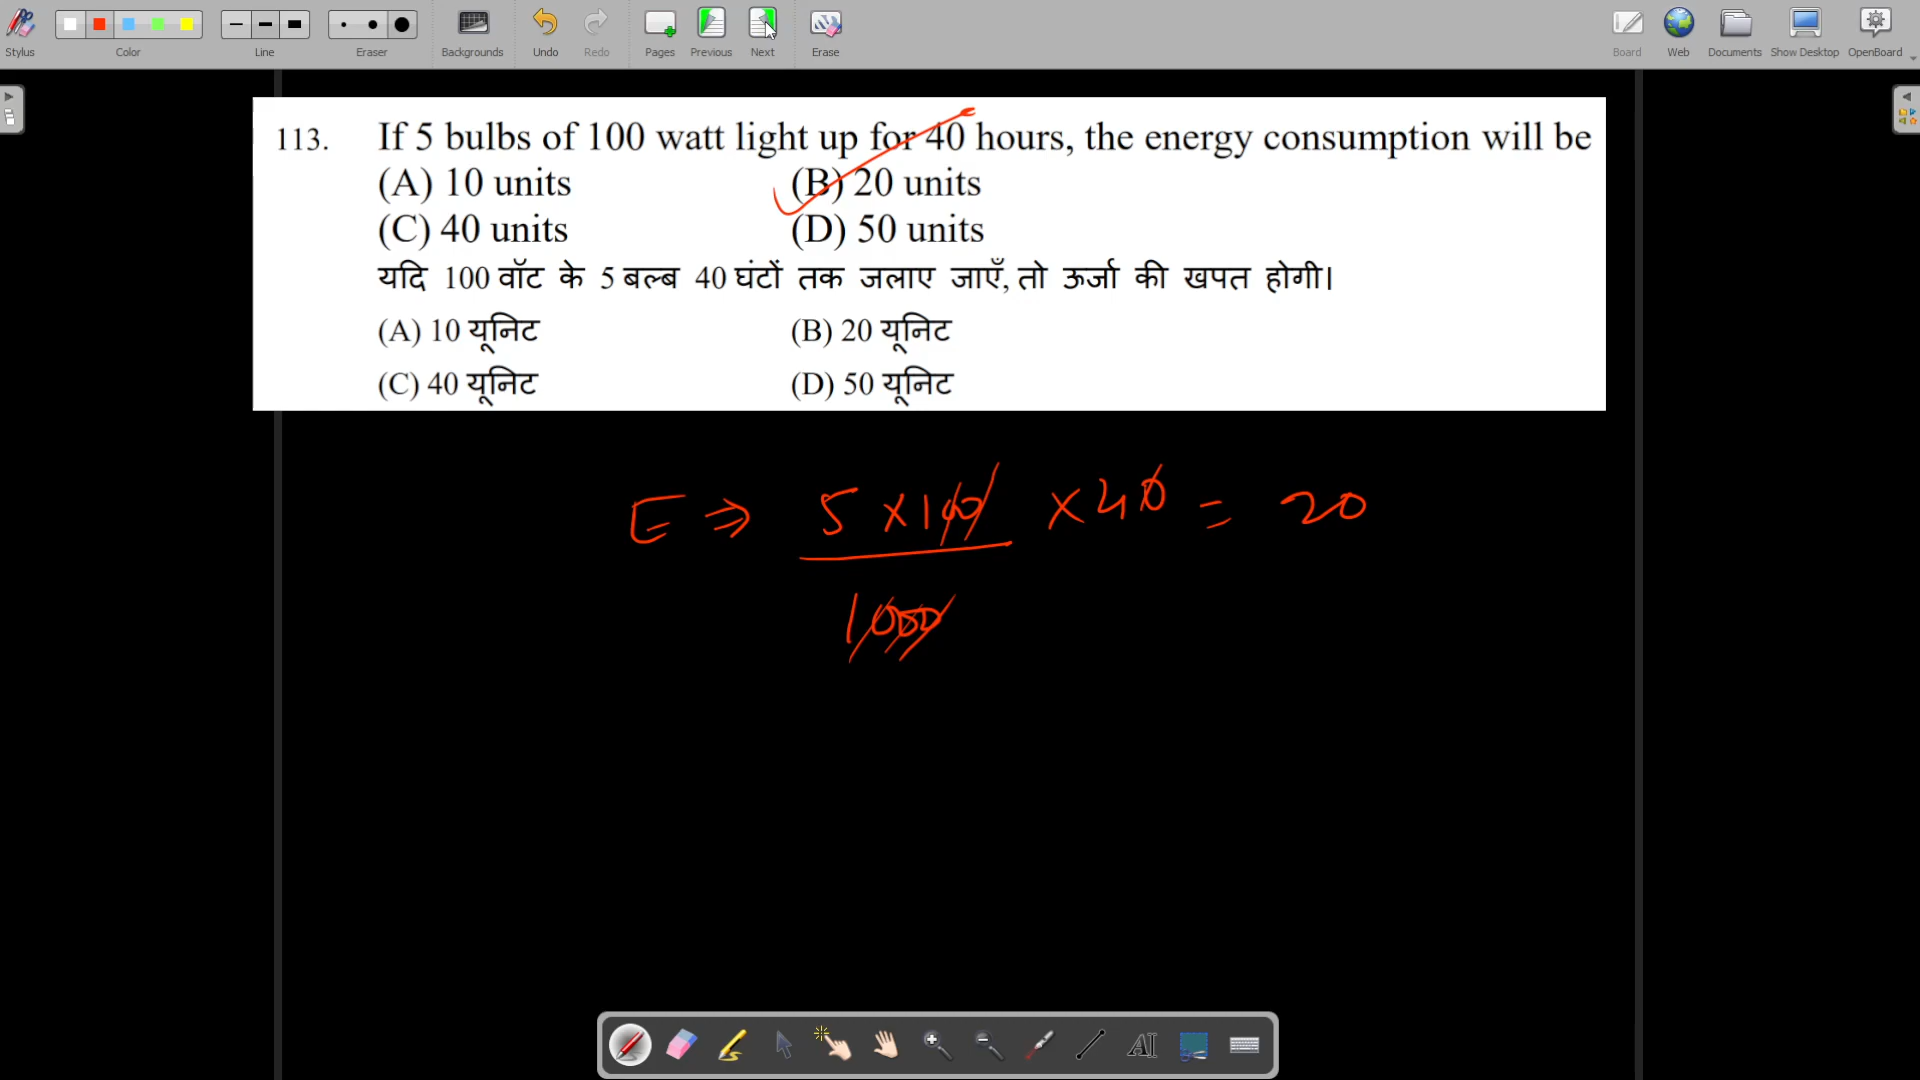 Stylus Color Line Eraser Backgrounds Undo Redo Pages Previous Next Erase Board Web Documents Show Desktop OpenBoard
113. If 5 bulbs of 100 watt light up for 40 hours, the energy consumption will be
(A) 10 units (B) 20 units
(C) 40 units (D) 50 units
यदि 100 वॉट के 5 बल्ब 40 घंटों तक जलाए जाएँ, तो ऊर्जा की खपत होगी।
(A) 10 यूनिट (B) 20 यूनिट
(C) 40 यूनिट (D) 50 यूनिट
E ⇒ 5 × 100 × 40 = 20
1000
AI